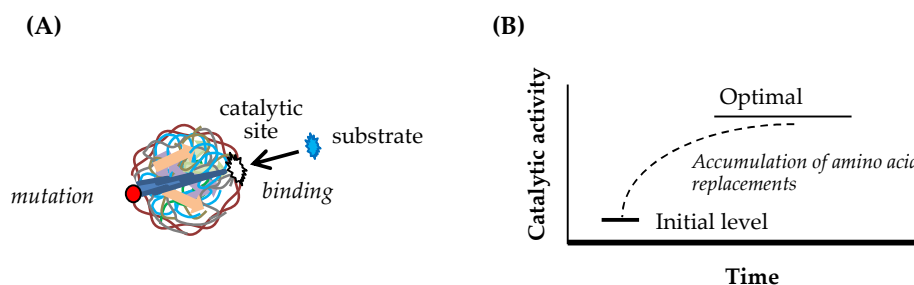 (A)
catalytic
site
substrate
mutation
binding
(B)
Catalytic activity
Optimal
Accumulation of amino acid
replacements
Initial level
Time